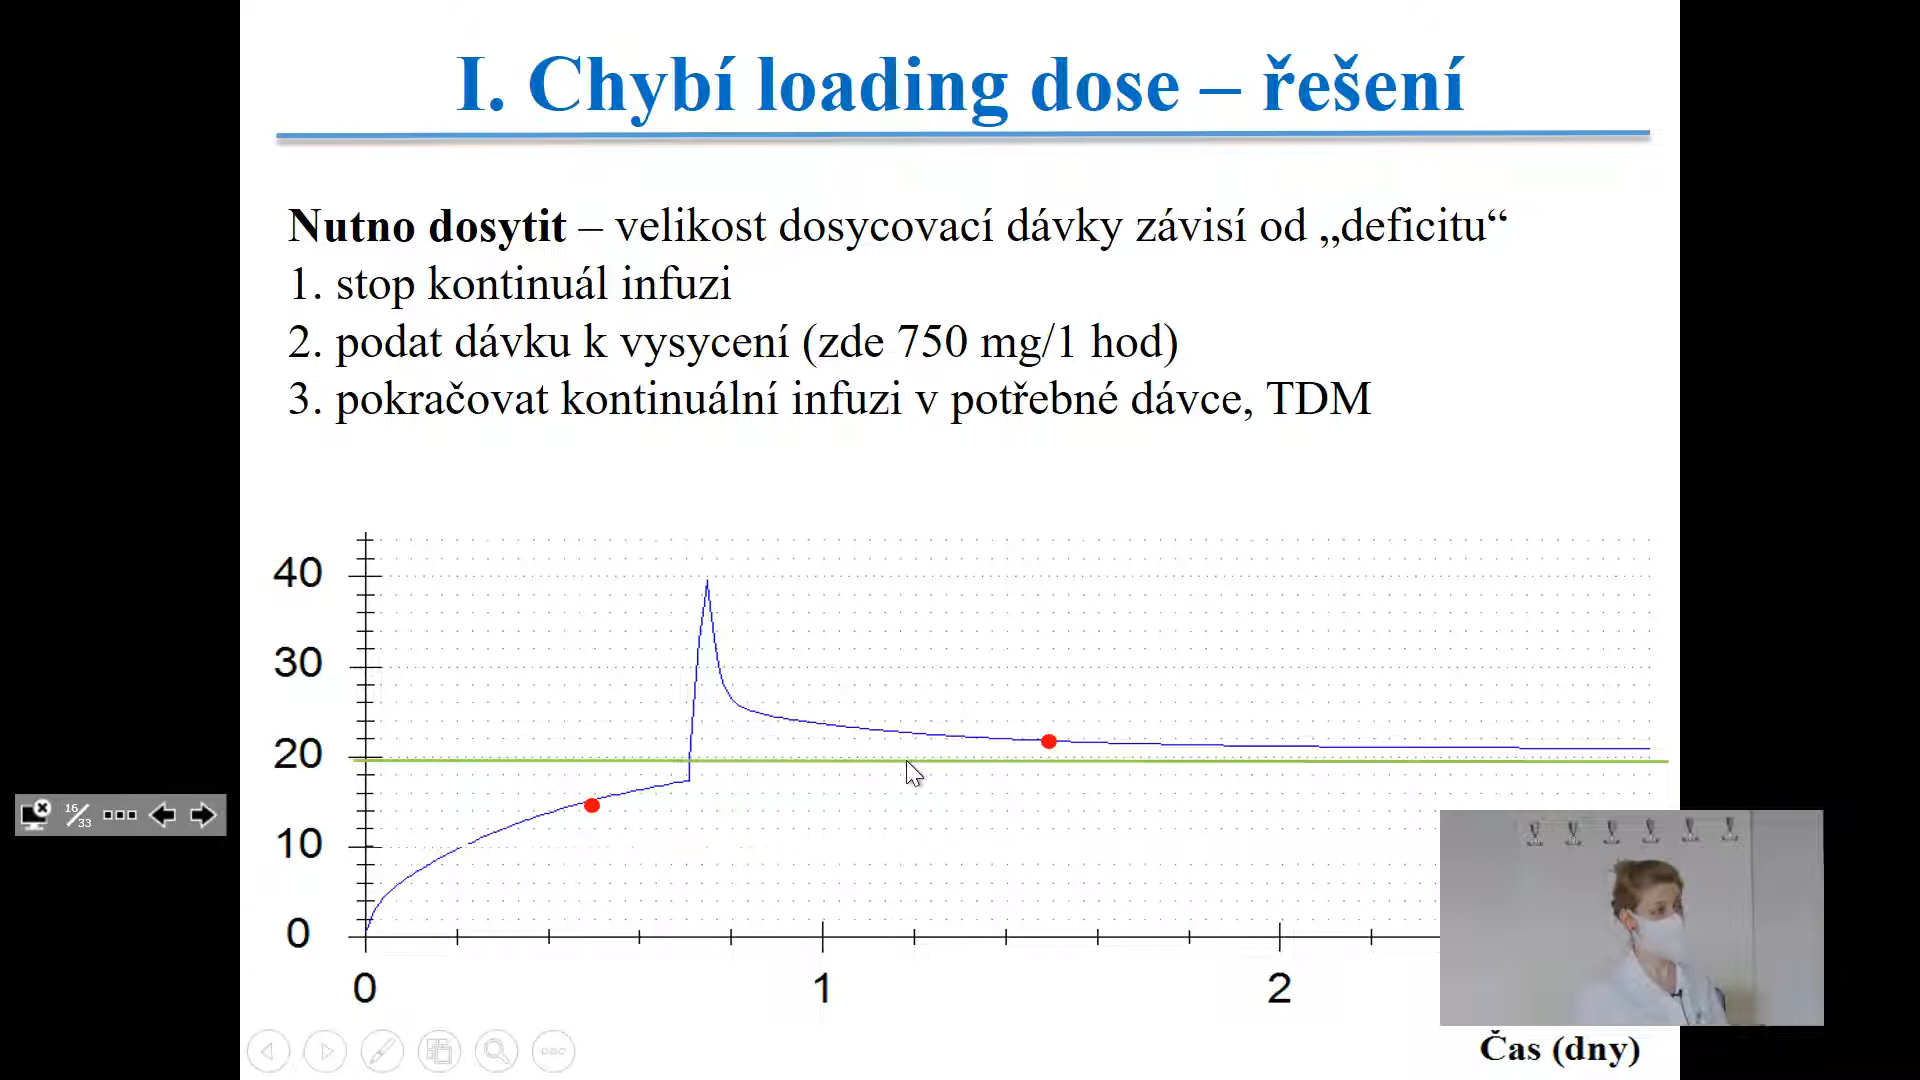 I. Chybí loading dose – řešení
Nutno dosytit – velikost dosycovací dávky závisí od „deficitu“
1. stop kontinuál infuzi
2. podat dávku k vysycení (zde 750 mg/1 hod)
3. pokračovat kontinuální infuzi v potřebné dávce, TDM
40
30
20
10
0
0 1 2
Čas (dny)
16/33